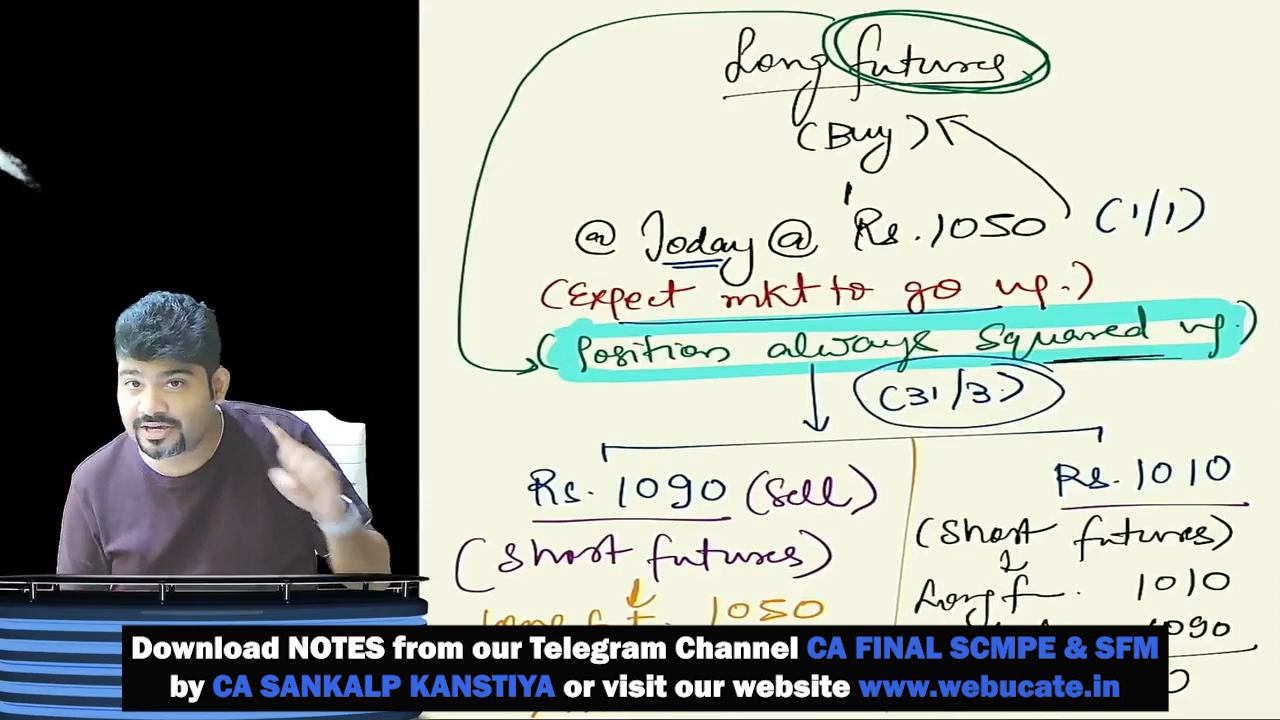 Long futures
(Buy)
@ Today @ Rs. 1050 (1/1)
(Expect mkt to go up.)
(Position always squared up.)
(31/3)
Rs. 1090 (Sell)
(Short futures)
1050
Rs. 1010
(Short futures)
Long f. 1010
1090
Download NOTES from our Telegram Channel CA FINAL SCMPE & SFM
by CA SANKALP KANSTIYA or visit our website www.webucate.in